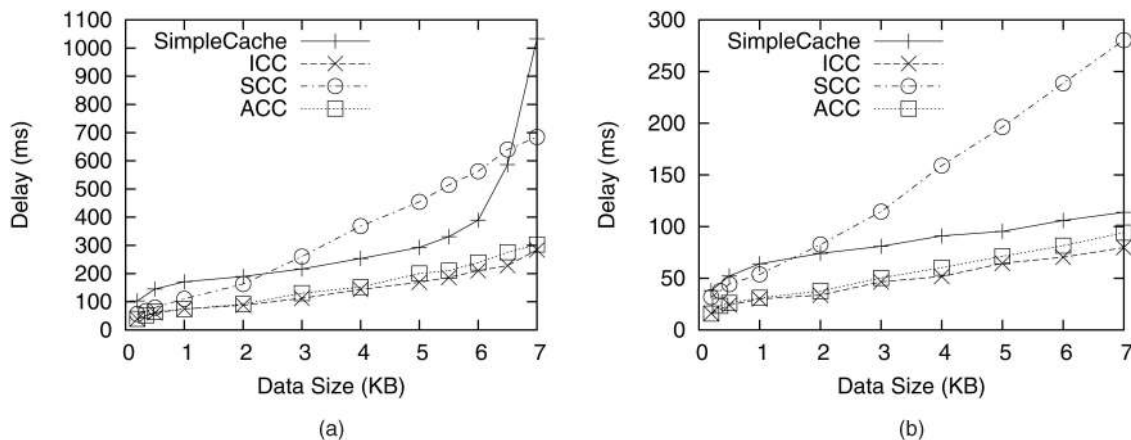 1100
1000
900
800
700
600
500
400
300
200
100
0
Delay (ms)
SimpleCache
ICC
SCC
ACC
0 1 2 3 4 5 6 7
Data Size (KB)
(a)
300
250
200
150
100
50
0
Delay (ms)
SimpleCache
ICC
SCC
ACC
0 1 2 3 4 5 6 7
Data Size (KB)
(b)